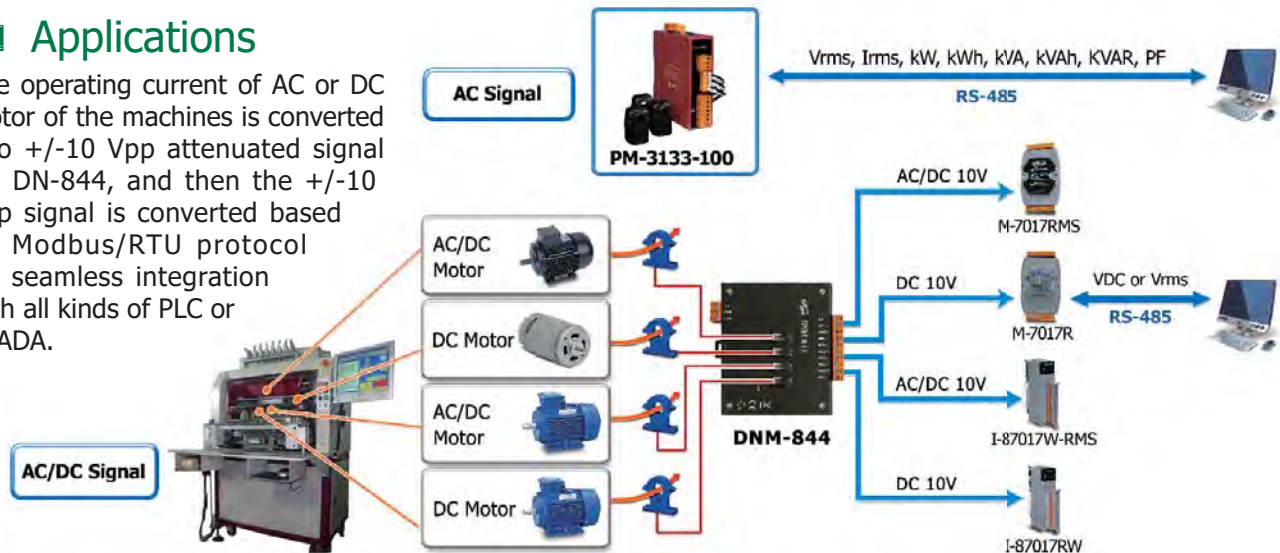 Applications
e operating current of AC or DC
otor of the machines is converted
o +/-10 Vpp attenuated signal
DN-844, and then the +/-10
p signal is converted based
Modbus/RTU protocol
seamless integration
h all kinds of PLC or
ADA.
AC Signal
PM-3133-100
Vrms, Irms, kW, kWh, kVA, kVAh, KVAR, PF
RS-485
AC/DC Signal
AC/DC
Motor
DC Motor
AC/DC
Motor
DC Motor
DNM-844
AC/DC 10V
M-7017RMS
DC 10V
M-7017R
VDC or Vrms
RS-485
AC/DC 10V
I-87017W-RMS
DC 10V
I-87017RW